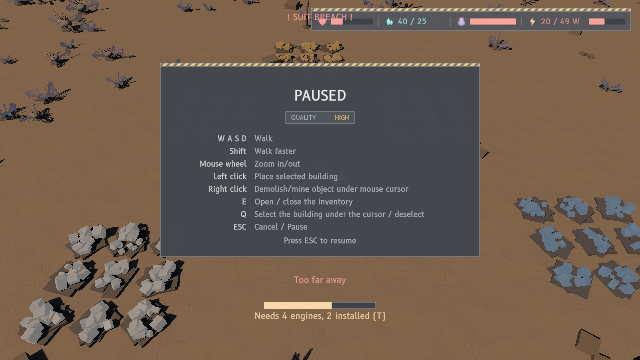 ! SUIT BREACH !
40 / 25
20 / 49 W
PAUSED
QUALITY HIGH
W A S D Walk
Shift Walk faster
Mouse wheel Zoom in/out
Left click Place selected building
Right click Demolish/mine object under mouse cursor
E Open / close the inventory
Q Select the building under the cursor / deselect
ESC Cancel / Pause
Press ESC to resume
Too far away
Needs 4 engines, 2 installed [T]